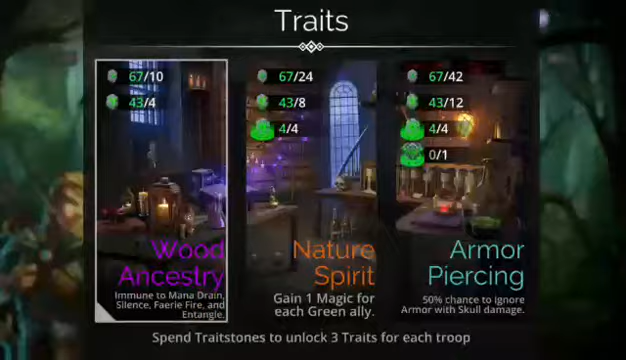 Traits
67/10
43/4
67/24
43/8
4/4
67/42
43/12
4/4
0/1
Wood
Ancestry
Immune to Mana Drain,
Silence, Faerie Fire, and
Entangle.
Nature
Spirit
Gain 1 Magic for
each Green ally.
Armor
Piercing
50% chance to ignore
Armor with Skull damage.
Spend Traitstones to unlock 3 Traits for each troop